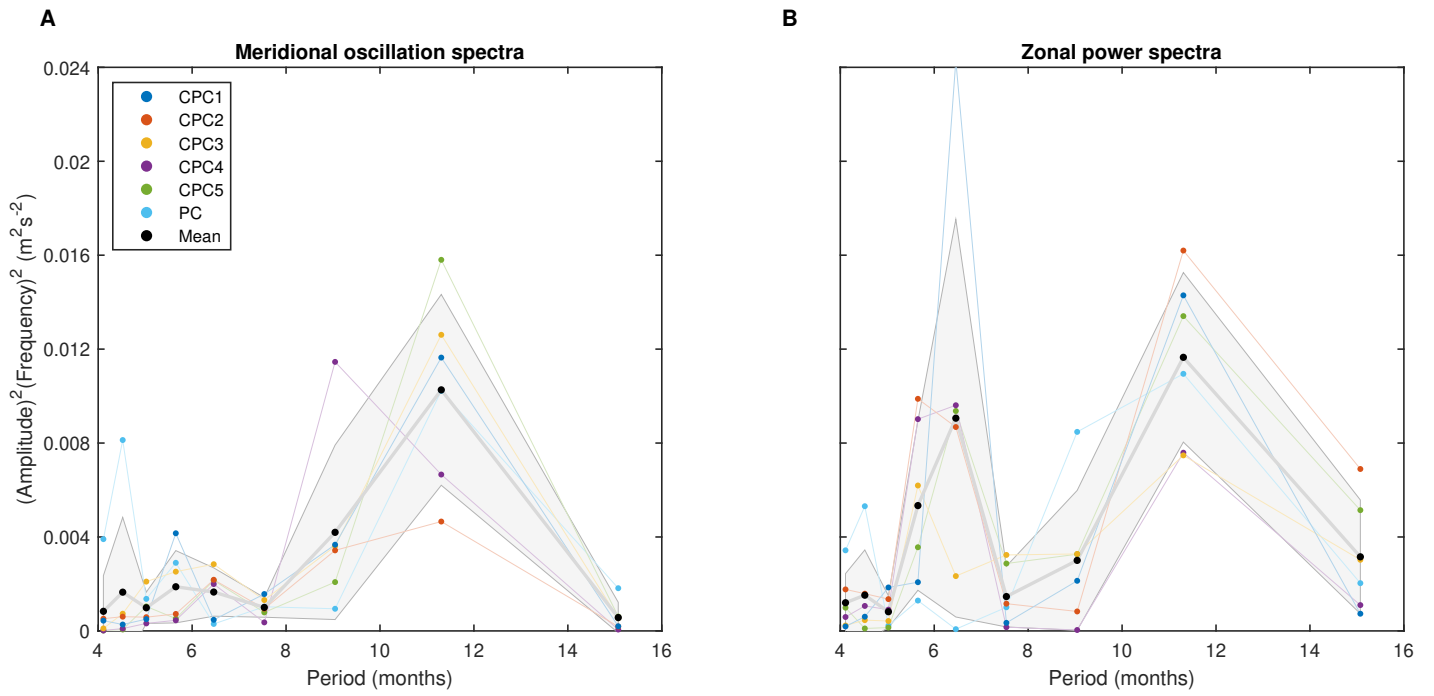 A
Meridional oscillation spectra
0.024
0.02
0.016
0.012
0.008
0.004
0
(Amplitude)²(Frequency)² (m²s⁻²)
CPC1
CPC2
CPC3
CPC4
CPC5
PC
Mean
4 6 8 10 12 14 16
Period (months)
B
Zonal power spectra
4 6 8 10 12 14 16
Period (months)